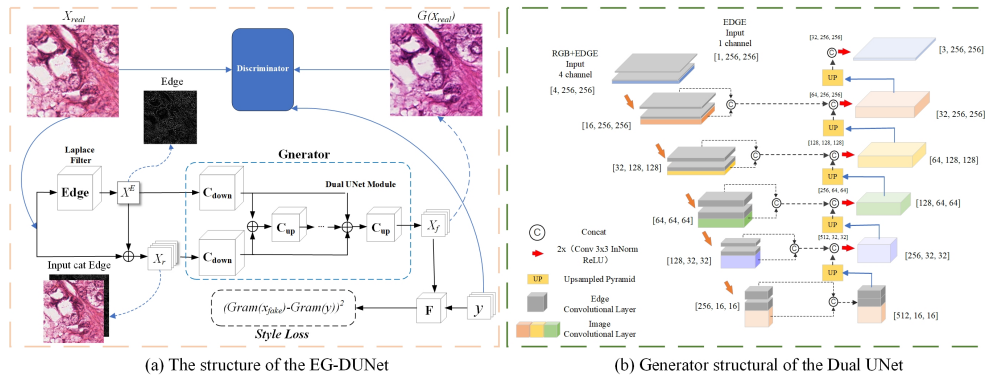 X_real
G(X_real)
Discriminator
Edge
Laplace
Filter
Gnerator
Dual UNet Module
Edge
X^E
C_down
C_up
...
C_up
X_f
X_r
C_down
Input cat Edge
(Gram(x_fake)-Gram(y))^2
F
y
Style Loss
(a) The structure of the EG-DUNet
EDGE
Input
1 channel
[1, 256, 256]
RGB+EDGE
Input
4 channel
[4, 256, 256]
[32, 256, 256]
C
[3, 256, 256]
UP
[64, 256, 256]
C
C
[16, 256, 256]
[32, 256, 256]
UP
[128, 128, 128]
C
C
[32, 128, 128]
[64, 128, 128]
UP
[256, 64, 64]
C
C
[64, 64, 64]
[128, 64, 64]
UP
[512, 32, 32]
C
C
[128, 32, 32]
[256, 32, 32]
UP
C
[256, 16, 16]
[512, 16, 16]
C
Concat
2x（Conv 3x3 InNorm
ReLU）
UP
Upsampled Pyramid
Edge
Convolutional Layer
Image
Convolutional Layer
(b) Generator structural of the Dual UNet